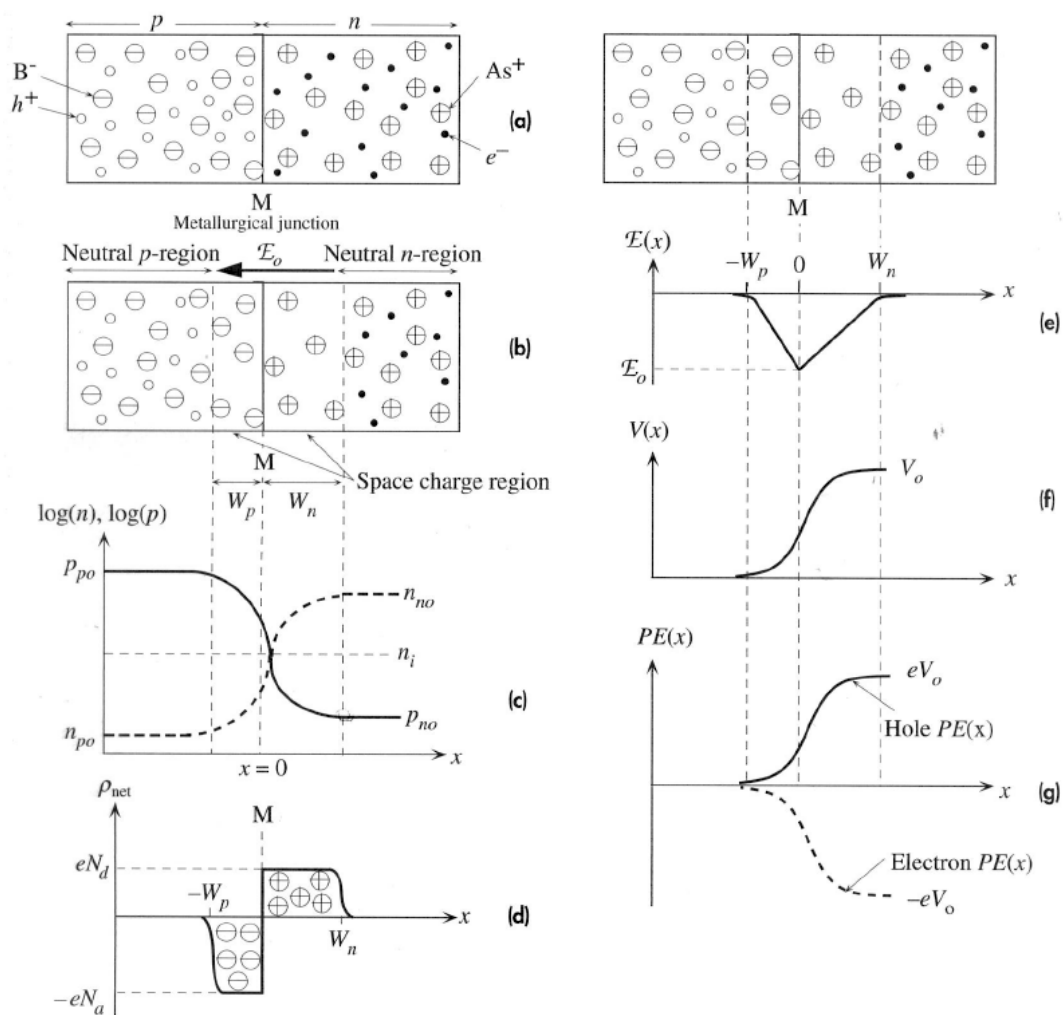 p n
B⁻
h⁺
As⁺
e⁻
(a)
M
Metallurgical junction
Neutral p-region ℰₒ Neutral n-region
(b)
M
Space charge region
Wₚ Wₙ
log(n), log(p)
pₚₒ
nₙₒ
nᵢ
(c)
pₙₒ
nₚₒ
x
x = 0
ρₙₑₜ
M
eN_d
−Wₚ
x
(d)
Wₙ
−eNₐ
M
ℰ(x)
−Wₚ 0 Wₙ
x
(e)
ℰₒ
V(x)
Vₒ
(f)
x
PE(x)
eVₒ
Hole PE(x)
x
(g)
Electron PE(x)
−eVₒ